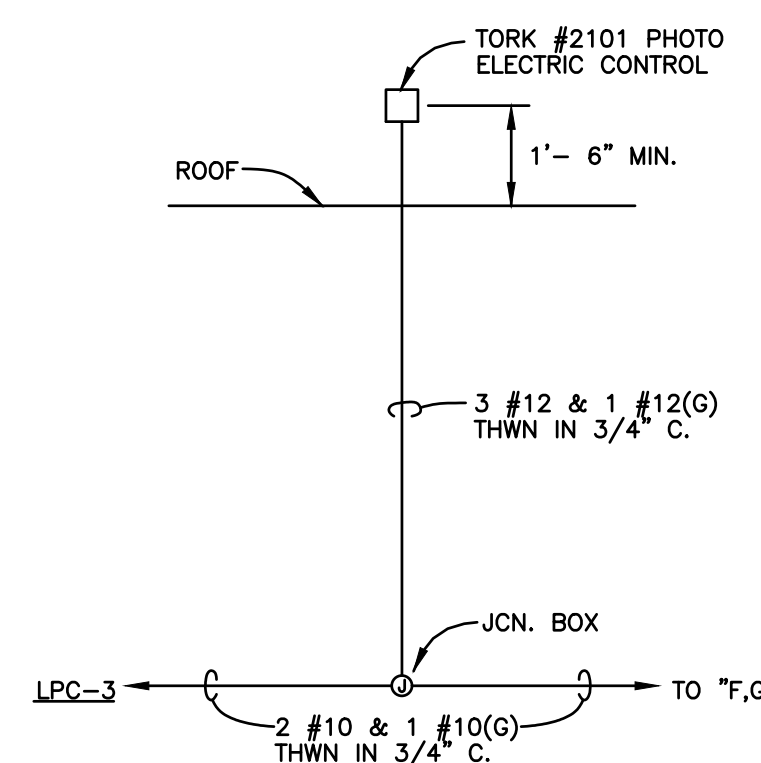 TORK #2101 PHOTO
ELECTRIC CONTROL
1'- 6" MIN.
ROOF
3 #12 & 1 #12(G)
THWN IN 3/4" C.
JCN. BOX
J
LPC-3
TO "F,G
2 #10 & 1 #10(G)
THWN IN 3/4" C.